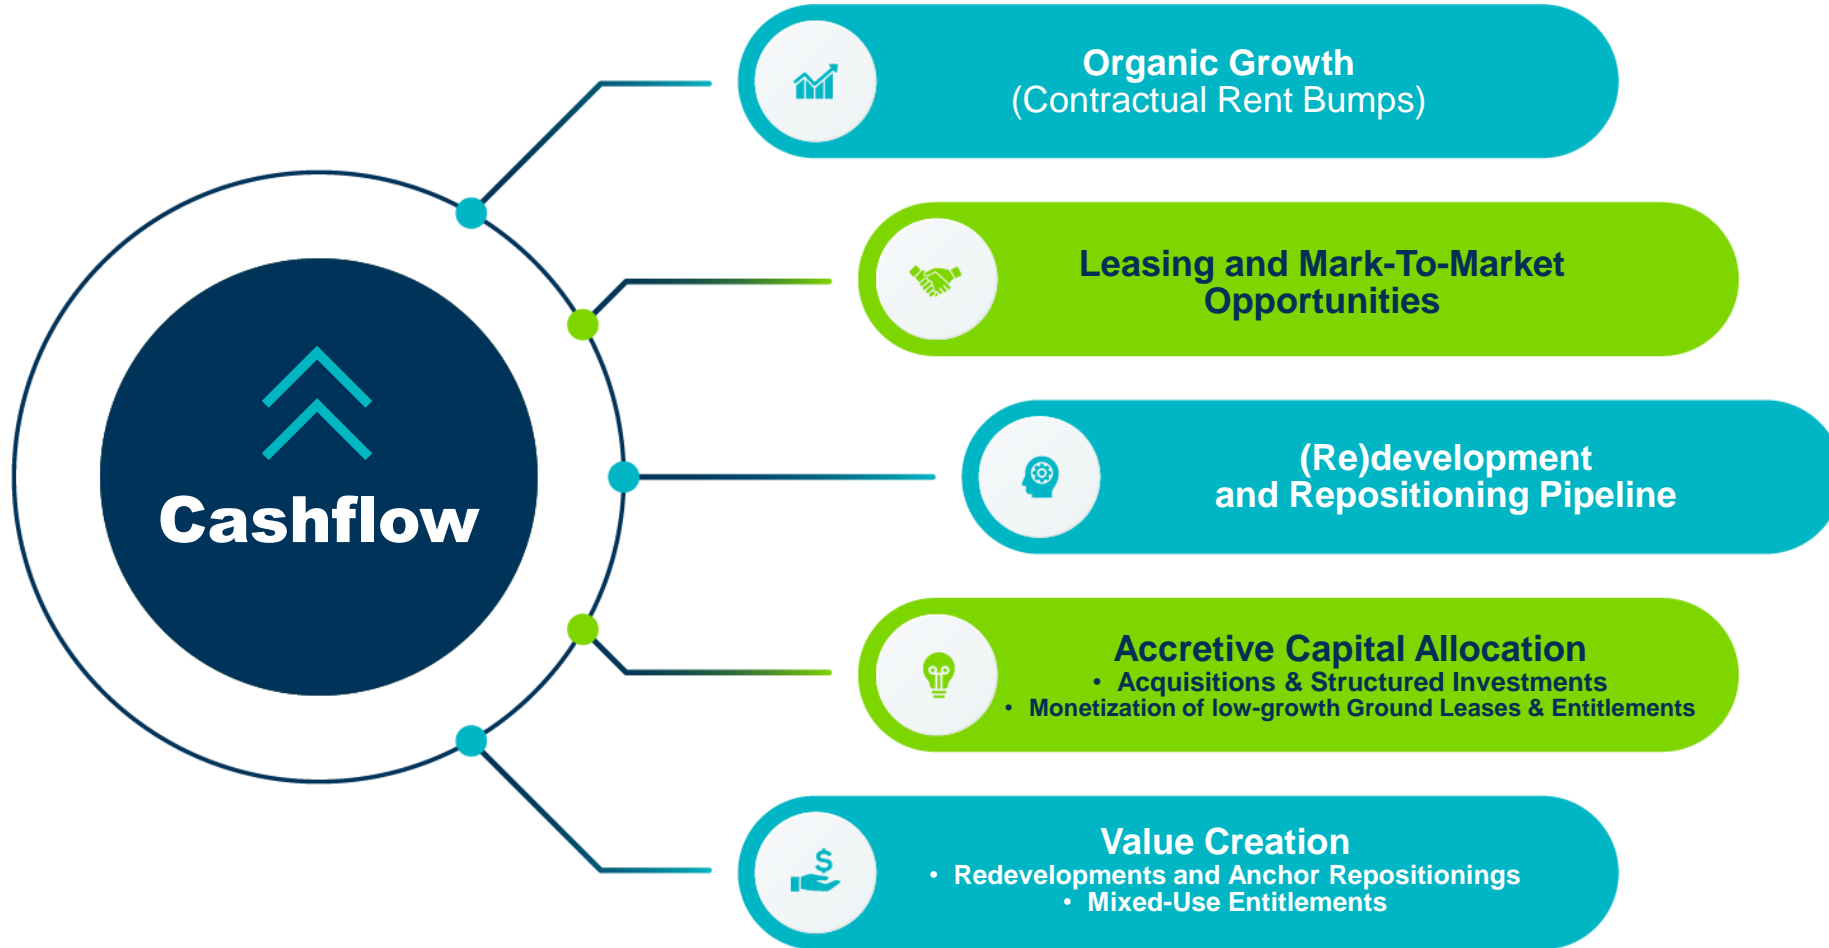 Organic Growth
(Contractual Rent Bumps)
Leasing and Mark-To-Market
Opportunities
Cashflow
(Re)development
and Repositioning Pipeline
Accretive Capital Allocation
• Acquisitions & Structured Investments
• Monetization of low-growth Ground Leases & Entitlements
Value Creation
• Redevelopments and Anchor Repositionings
• Mixed-Use Entitlements